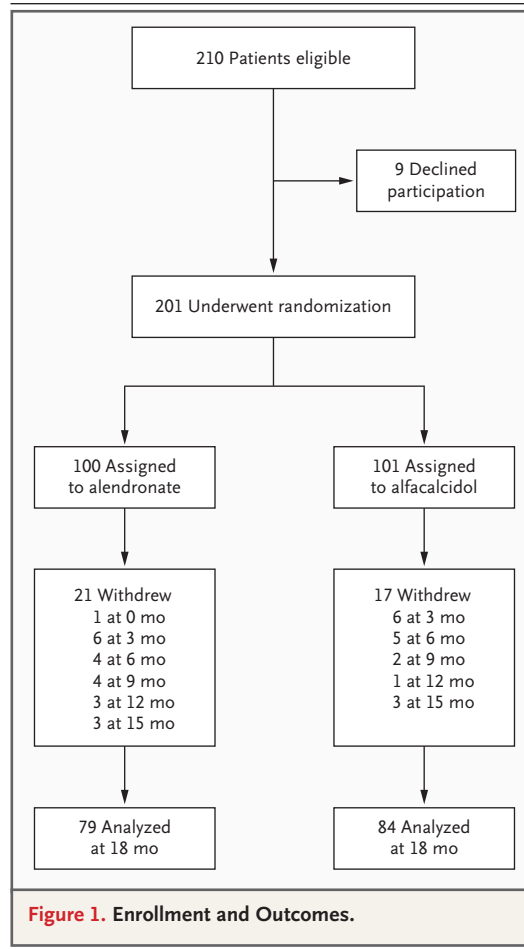 210 Patients eligible
9 Declined
participation
201 Underwent randomization
100 Assigned
to alendronate
101 Assigned
to alfacalcidol
21 Withdrew
1 at 0 mo
6 at 3 mo
4 at 6 mo
4 at 9 mo
3 at 12 mo
3 at 15 mo
17 Withdrew
6 at 3 mo
5 at 6 mo
2 at 9 mo
1 at 12 mo
3 at 15 mo
79 Analyzed
at 18 mo
84 Analyzed
at 18 mo
Figure 1. Enrollment and Outcomes.